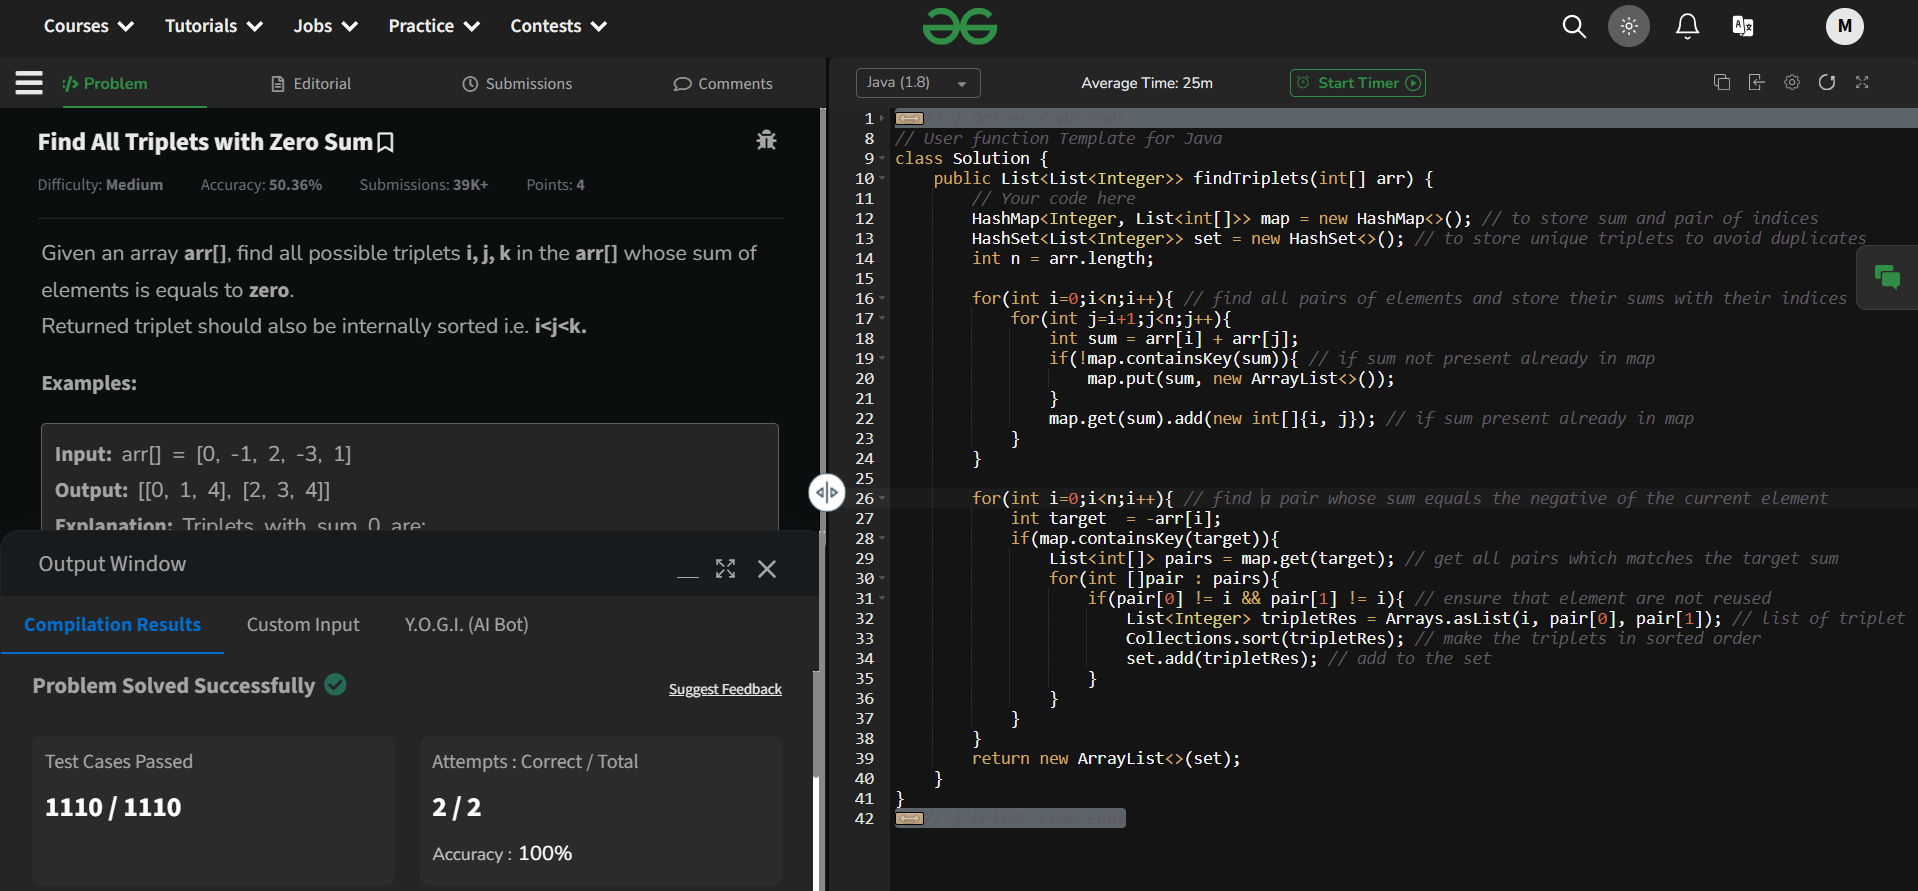 Courses Tutorials Jobs Practice Contests
M
Problem Editorial Submissions Comments
Java (1.8) Average Time: 25m Start Timer
Find All Triplets with Zero Sum
Difficulty: Medium Accuracy: 50.36% Submissions: 39K+ Points: 4
Given an array arr[], find all possible triplets i, j, k in the arr[] whose sum of
elements is equals to zero.
Returned triplet should also be internally sorted i.e. i<j<k.
Examples:
Input: arr[] = [0, -1, 2, -3, 1]
Output: [[0, 1, 4], [2, 3, 4]]
Explanation: Triplets with sum 0 are:
Output Window
Compilation Results Custom Input Y.O.G.I. (AI Bot)
Problem Solved Successfully
Suggest Feedback
Test Cases Passed
1110 / 1110
Attempts : Correct / Total
2 / 2
Accuracy : 100%
1 // } Driver Code Ends
8 // User function Template for Java
9 class Solution {
10 public List<List<Integer>> findTriplets(int[] arr) {
11 // Your code here
12 HashMap<Integer, List<int[]>> map = new HashMap<>(); // to store sum and pair of indices
13 HashSet<List<Integer>> set = new HashSet<>(); // to store unique triplets to avoid duplicates
14 int n = arr.length;
15
16 for(int i=0;i<n;i++){ // find all pairs of elements and store their sums with their indices
17 for(int j=i+1;j<n;j++){
18 int sum = arr[i] + arr[j];
19 if(!map.containsKey(sum)){ // if sum not present already in map
20 map.put(sum, new ArrayList<>());
21 }
22 map.get(sum).add(new int[]{i, j}); // if sum present already in map
23 }
24 }
25
26 for(int i=0;i<n;i++){ // find a pair whose sum equals the negative of the current element
27 int target  = -arr[i];
28 if(map.containsKey(target)){
29 List<int[]> pairs = map.get(target); // get all pairs which matches the target sum
30 for(int []pair : pairs){
31 if(pair[0] != i && pair[1] != i){ // ensure that element are not reused
32 List<Integer> tripletRes = Arrays.asList(i, pair[0], pair[1]); // list of triplet
33 Collections.sort(tripletRes); // make the triplets in sorted order
34 set.add(tripletRes); // add to the set
35 }
36 }
37 }
38 }
39 return new ArrayList<>(set);
40 }
41 }
42 // } Driver Code Ends